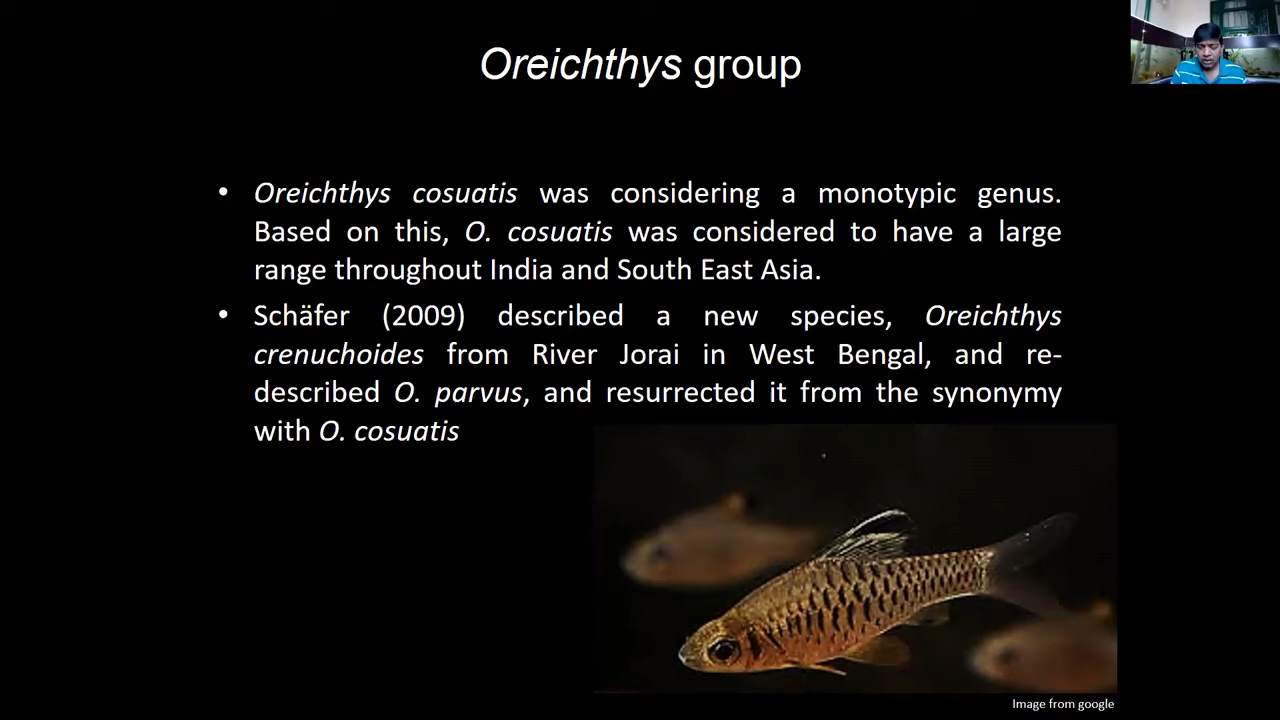 Oreichthys group
• Oreichthys cosuatis was considering a monotypic genus.
Based on this, O. cosuatis was considered to have a large
range throughout India and South East Asia.
• Schäfer (2009) described a new species, Oreichthys
crenuchoides from River Jorai in West Bengal, and re-
described O. parvus, and resurrected it from the synonymy
with O. cosuatis
Image from google